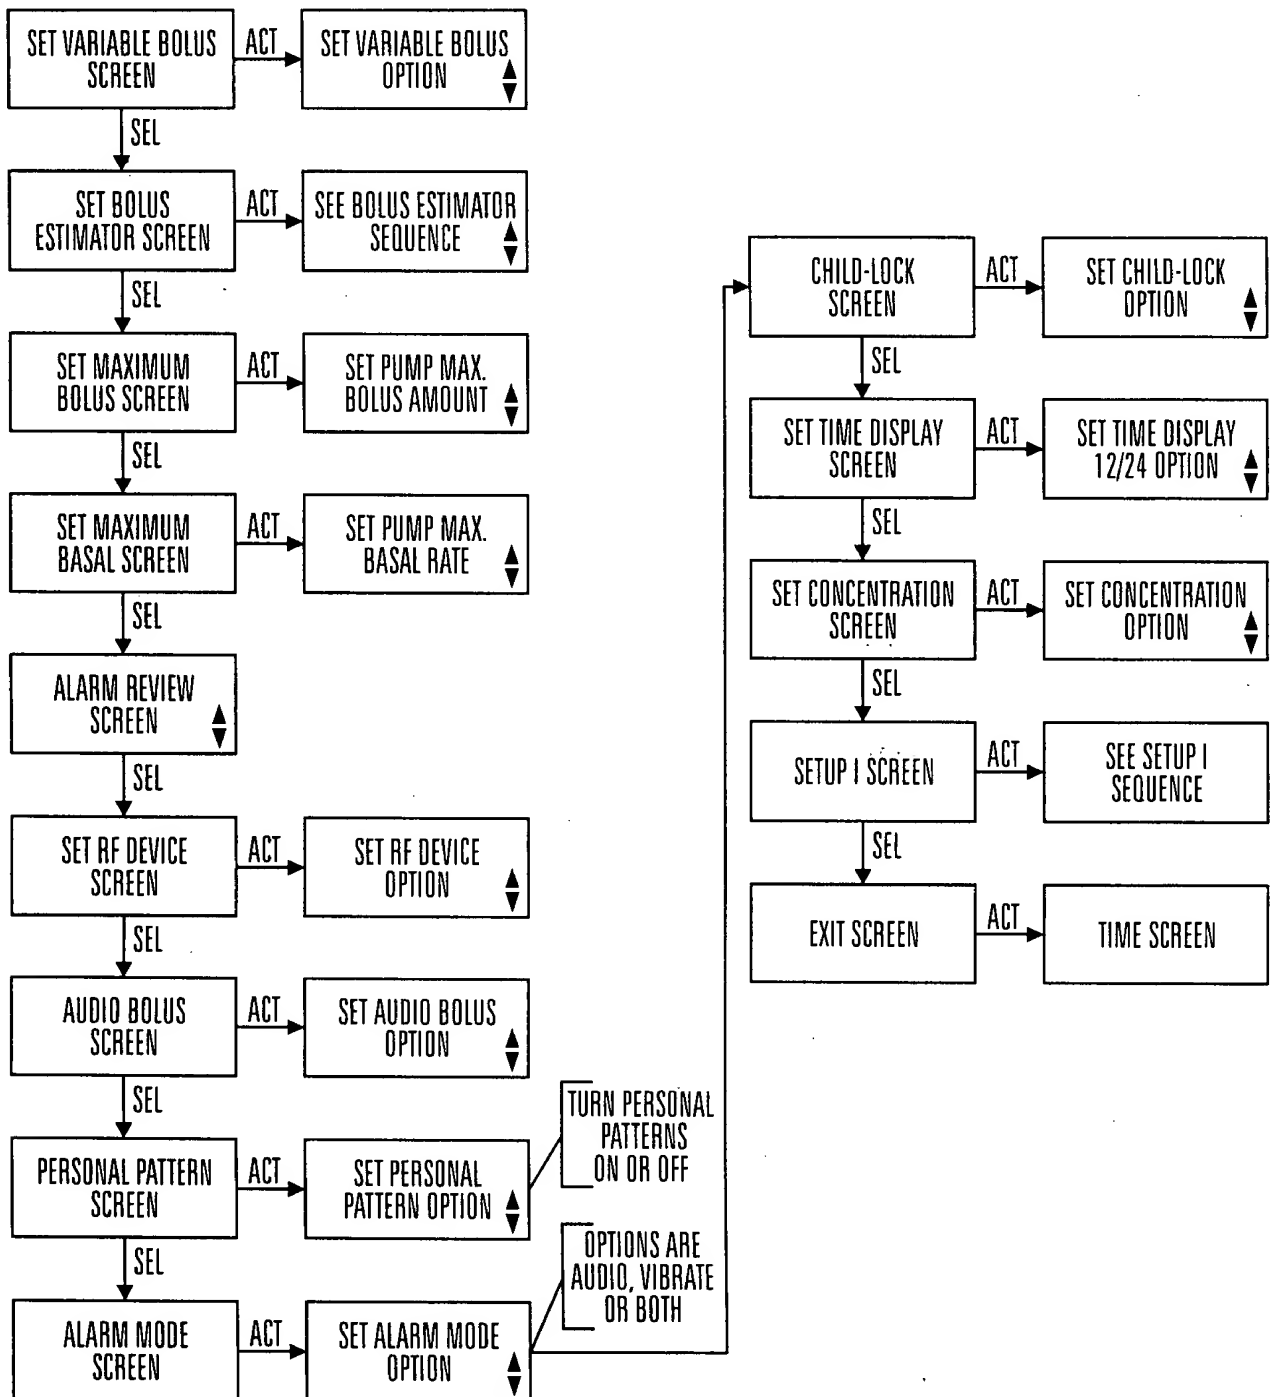 SET VARIABLE BOLUS
SCREEN
ACT
SET VARIABLE BOLUS
OPTION
SEL
SET BOLUS
ESTIMATOR SCREEN
ACT
SEE BOLUS ESTIMATOR
SEQUENCE
SEL
SET MAXIMUM
BOLUS SCREEN
ACT
SET PUMP MAX.
BOLUS AMOUNT
SEL
SET MAXIMUM
BASAL SCREEN
ACT
SET PUMP MAX.
BASAL RATE
SEL
ALARM REVIEW
SCREEN
SEL
SET RF DEVICE
SCREEN
ACT
SET RF DEVICE
OPTION
SEL
AUDIO BOLUS
SCREEN
ACT
SET AUDIO BOLUS
OPTION
SEL
PERSONAL PATTERN
SCREEN
ACT
SET PERSONAL
PATTERN OPTION
TURN PERSONAL
PATTERNS
ON OR OFF
SEL
ALARM MODE
SCREEN
ACT
SET ALARM MODE
OPTION
OPTIONS ARE
AUDIO, VIBRATE
OR BOTH
CHILD-LOCK
SCREEN
ACT
SET CHILD-LOCK
OPTION
SEL
SET TIME DISPLAY
SCREEN
ACT
SET TIME DISPLAY
12/24 OPTION
SEL
SET CONCENTRATION
SCREEN
ACT
SET CONCENTRATION
OPTION
SEL
SETUP I SCREEN
ACT
SEE SETUP I
SEQUENCE
SEL
EXIT SCREEN
ACT
TIME SCREEN